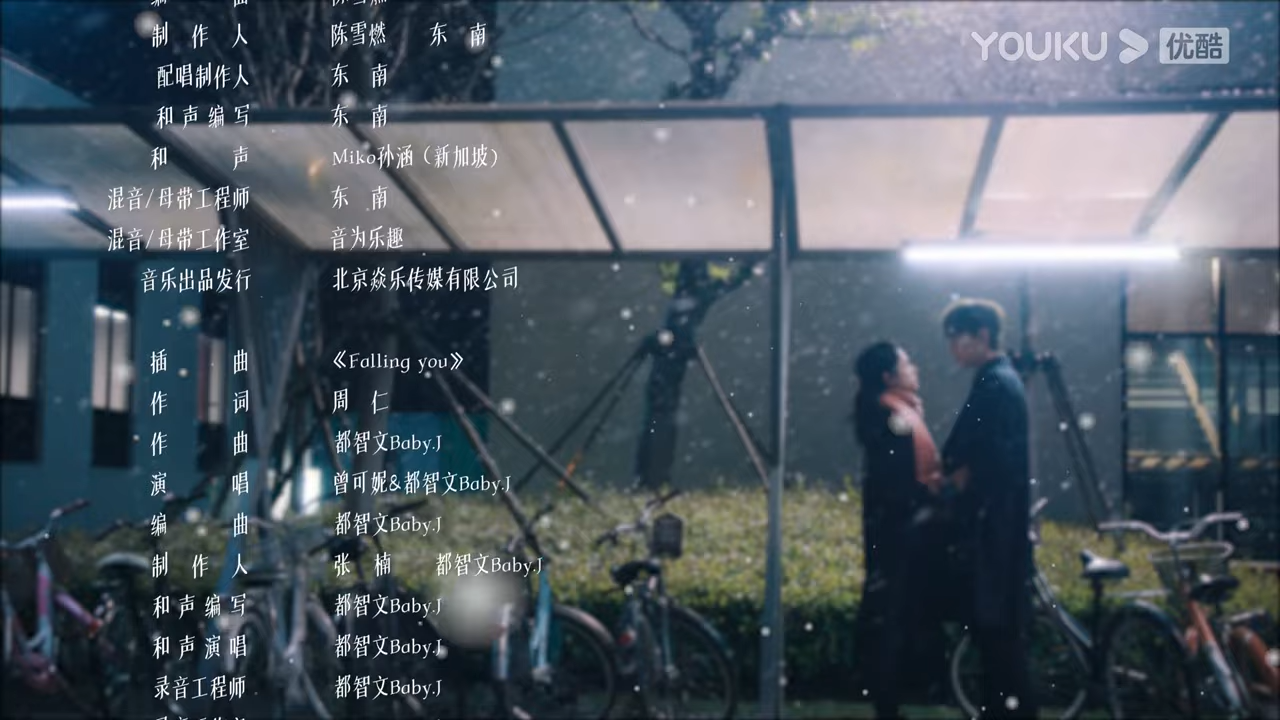 YOUKU 优酷
制作人 陈雪燃 东南
配唱制作人 东南
和声编写 东南
和声 Miko孙涵（新加坡）
混音/母带工程师 东南
混音/母带工作室 音为乐趣
音乐出品发行 北京焱乐传媒有限公司
插曲 《Falling you》
作词 周仁
作曲 都智文Baby.J
演唱 曾可妮&都智文Baby.J
编曲 都智文Baby.J
制作人 张楠 都智文Baby.J
和声编写 都智文Baby.J
和声演唱 都智文Baby.J
录音工程师 都智文Baby.J